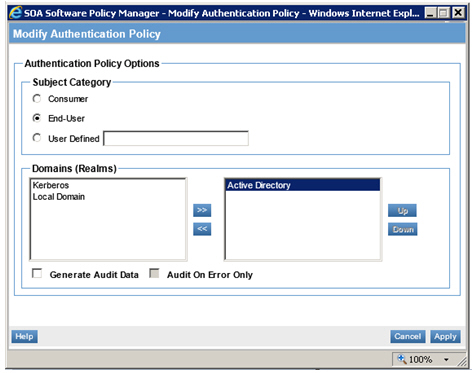 SOA Software Policy Manager - Modify Authentication Policy - Windows Internet Expl...
Modify Authentication Policy
Authentication Policy Options
Subject Category
Consumer
End-User
User Defined
Domains (Realms)
Kerberos
Local Domain
>>
<<
Active Directory
Up
Down
Generate Audit Data
Audit On Error Only
Help
Cancel
Apply
100%